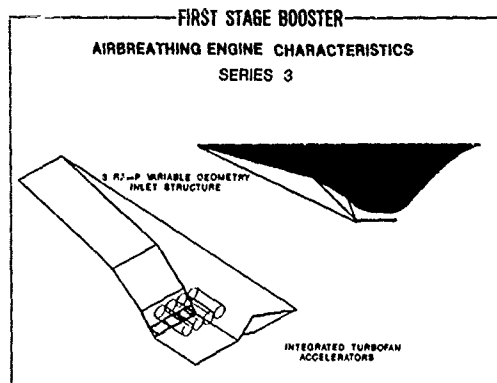 FIRST STAGE BOOSTER
AIRBREATHING ENGINE CHARACTERISTICS
SERIES 3
3 VARIABLE GEOMETRY
INLET STRUCTURE
INTEGRATED TURBOFAN
ACCELERATORS